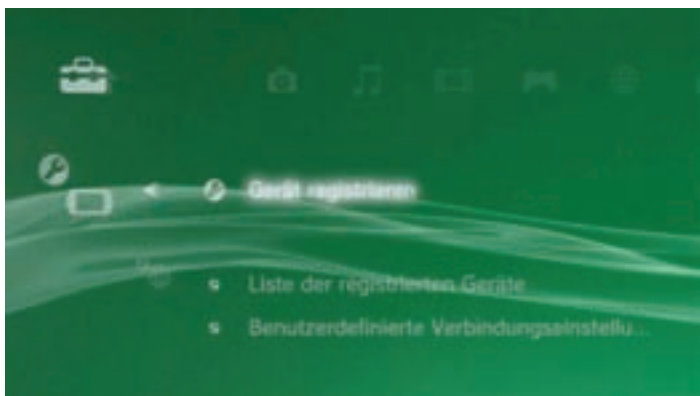 Gerät registrieren
Liste der registrierten Geräte
Benutzerdefinierte Verbindungseinstellu...